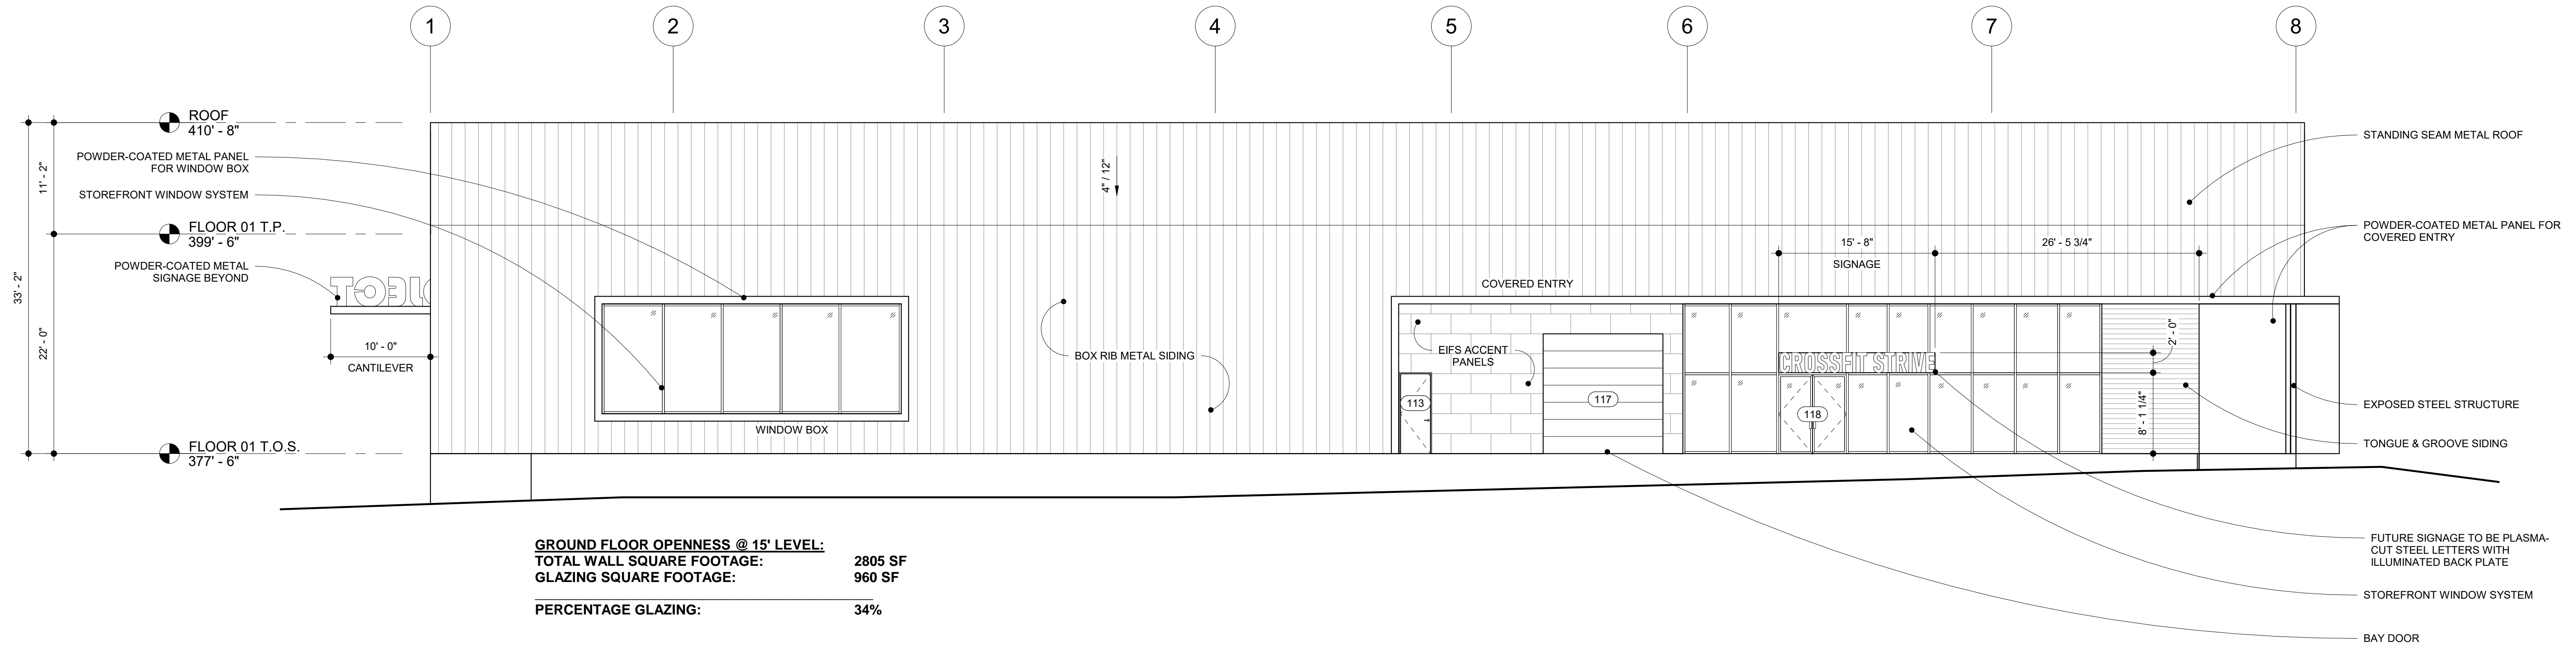 1 2 3 4 5 6 7 8
ROOF
410' - 8"
POWDER-COATED METAL PANEL
FOR WINDOW BOX
STOREFRONT WINDOW SYSTEM
FLOOR 01 T.P.
399' - 6"
POWDER-COATED METAL
SIGNAGE BEYOND
33' - 2"
11' - 2"
22' - 0"
10' - 0"
CANTILEVER
FLOOR 01 T.O.S.
377' - 6"
4" / 12"
WINDOW BOX
BOX RIB METAL SIDING
COVERED ENTRY
EIFS ACCENT
PANELS
113
117
118
15' - 8"
SIGNAGE
26' - 5 3/4"
CROSSFIT STRIVE
2' - 0"
8' - 1 1/4"
STANDING SEAM METAL ROOF
POWDER-COATED METAL PANEL FOR
COVERED ENTRY
EXPOSED STEEL STRUCTURE
TONGUE & GROOVE SIDING
FUTURE SIGNAGE TO BE PLASMA-
CUT STEEL LETTERS WITH
ILLUMINATED BACK PLATE
STOREFRONT WINDOW SYSTEM
BAY DOOR
GROUND FLOOR OPENNESS @ 15' LEVEL:
TOTAL WALL SQUARE FOOTAGE: 2805 SF
GLAZING SQUARE FOOTAGE: 960 SF
PERCENTAGE GLAZING: 34%